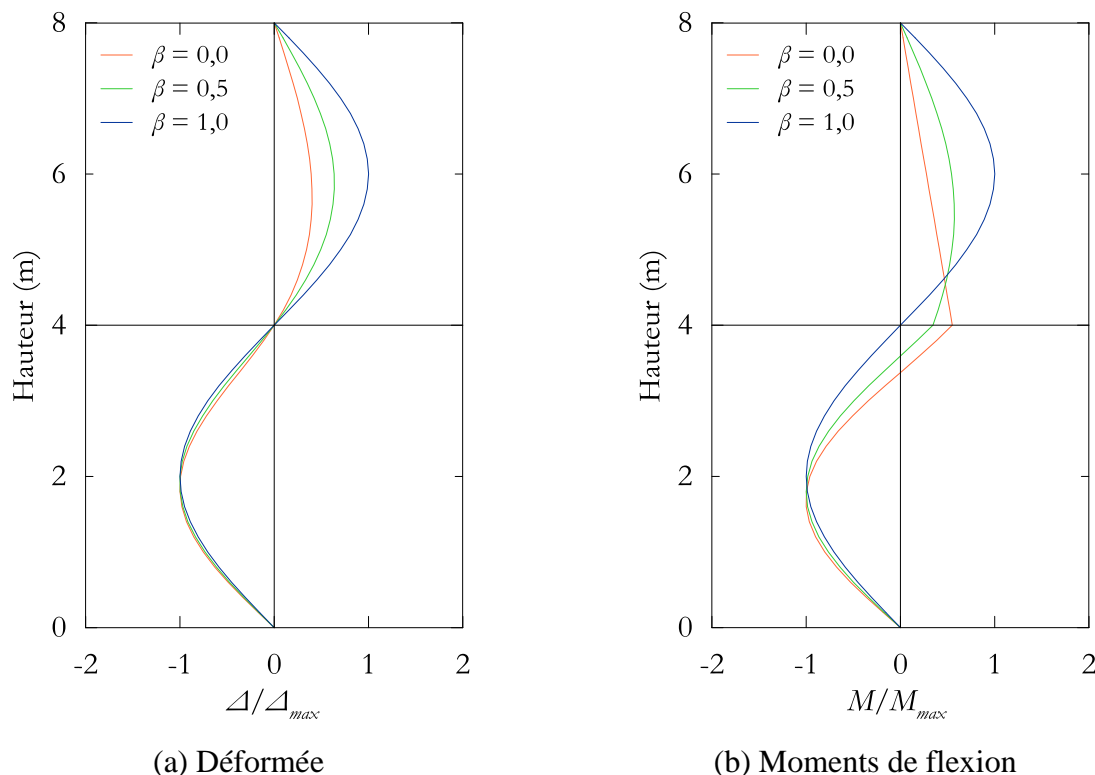 8
β = 0,0
β = 0,5
β = 1,0
6
Hauteur (m)
4
2
0
-2 -1 0 1 2
Δ/Δmax
(a) Déformée
8
β = 0,0
β = 0,5
β = 1,0
6
Hauteur (m)
4
2
0
-2 -1 0 1 2
M/Mmax
(b) Moments de flexion